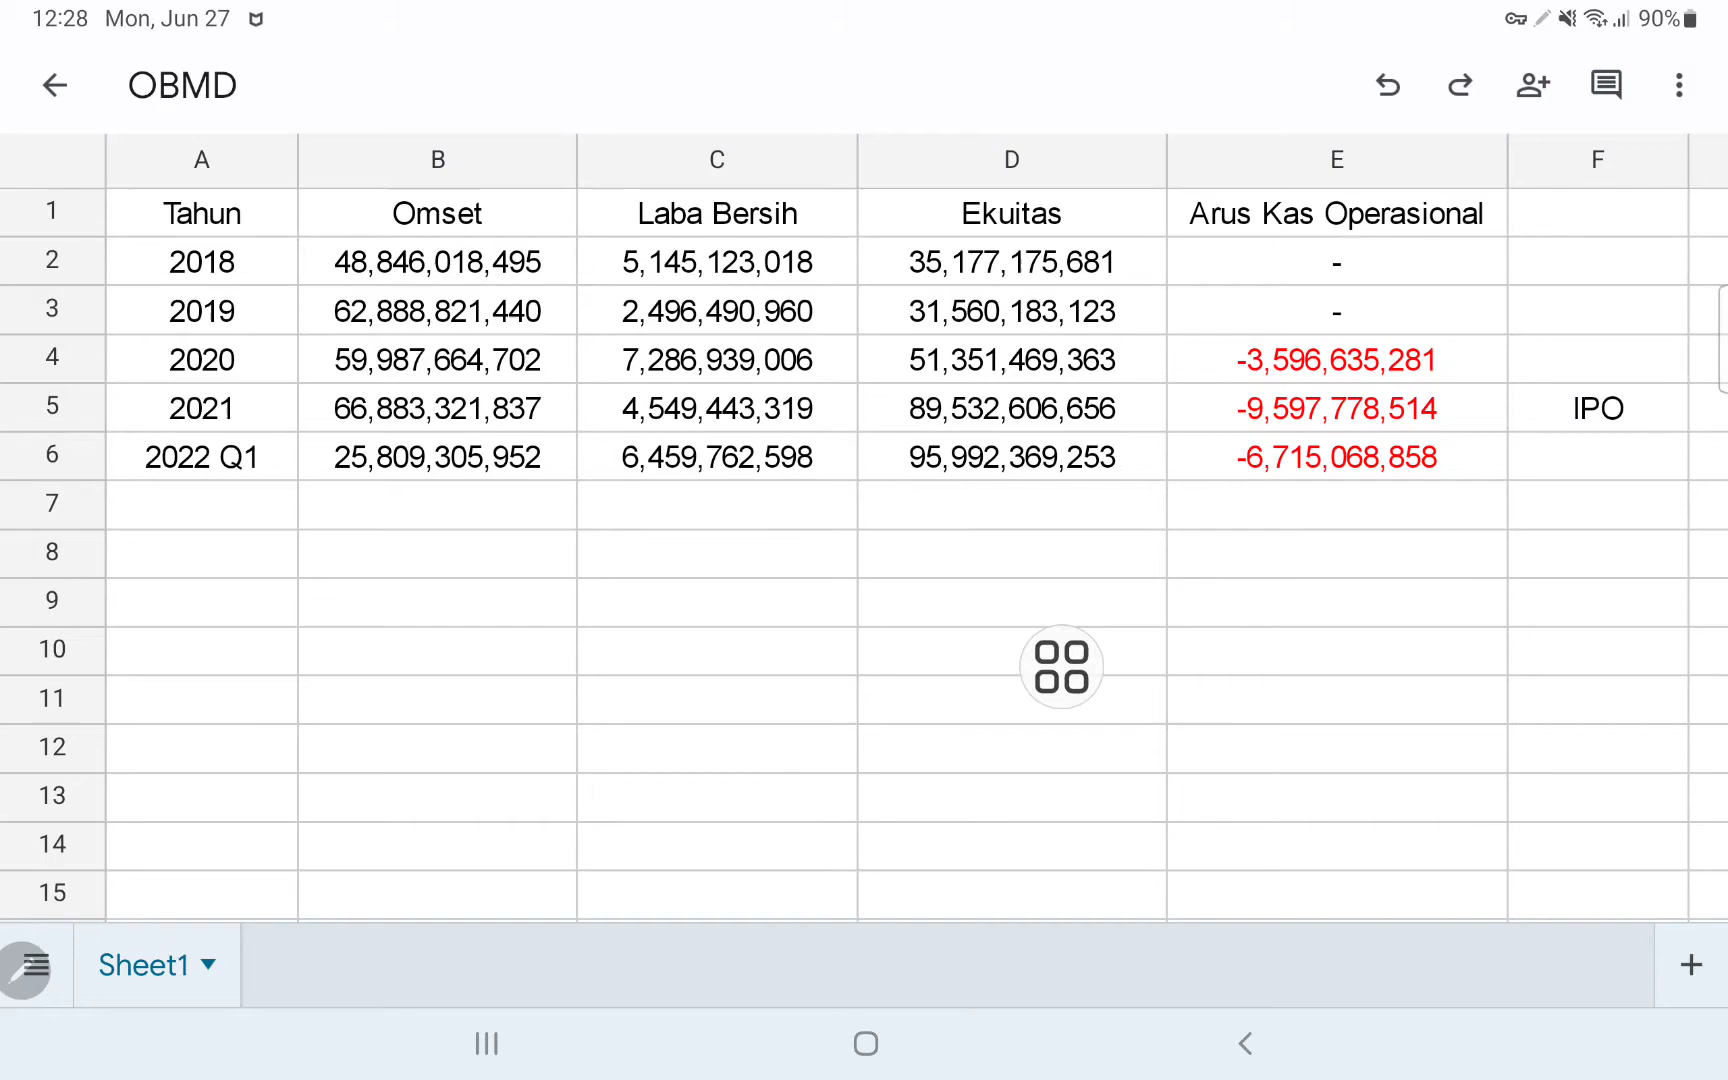 12:28 Mon, Jun 27 90%
OBMD
A B C D E F
1 Tahun Omset Laba Bersih Ekuitas Arus Kas Operasional
2 2018 48,846,018,495 5,145,123,018 35,177,175,681 -
3 2019 62,888,821,440 2,496,490,960 31,560,183,123 -
4 2020 59,987,664,702 7,286,939,006 51,351,469,363 -3,596,635,281
5 2021 66,883,321,837 4,549,443,319 89,532,606,656 -9,597,778,514 IPO
6 2022 Q1 25,809,305,952 6,459,762,598 95,992,369,253 -6,715,068,858
7
8
9
10
11
12
13
14
15
Sheet1